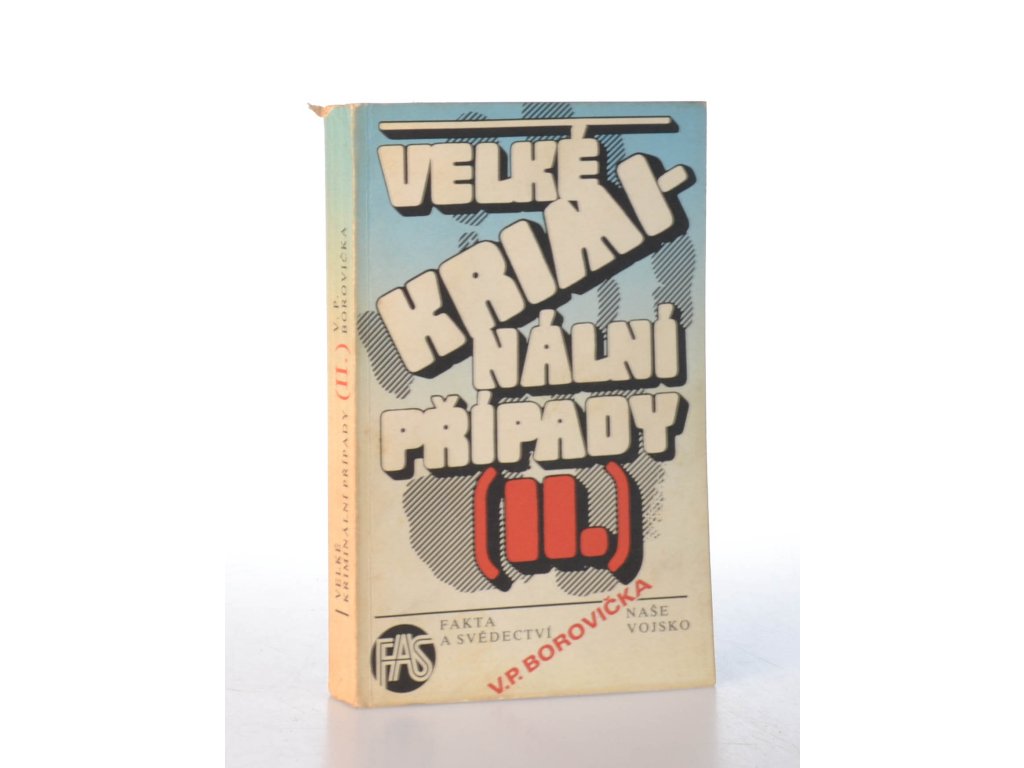 VELKÉ
KRIMI-
NÁLNÍ
PŘÍPADY
(II.)
V.P. BOROVIČKA
FAS
FAKTA
A SVĚDECTVÍ
NAŠE
VOJSKO
VELKÉ
KRIMINÁLNÍ PŘÍPADY (II.) V. P.
BOROVIČKA